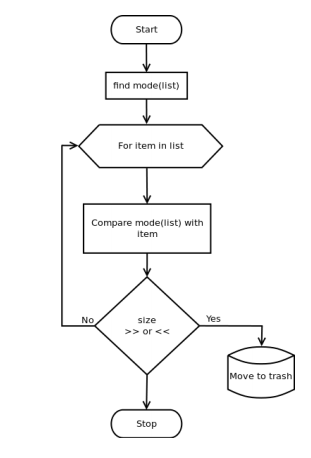 Start
find mode(list)
For item in list
Compare mode(list) with
item
No
size
>> or <<
Yes
Move to trash
Stop